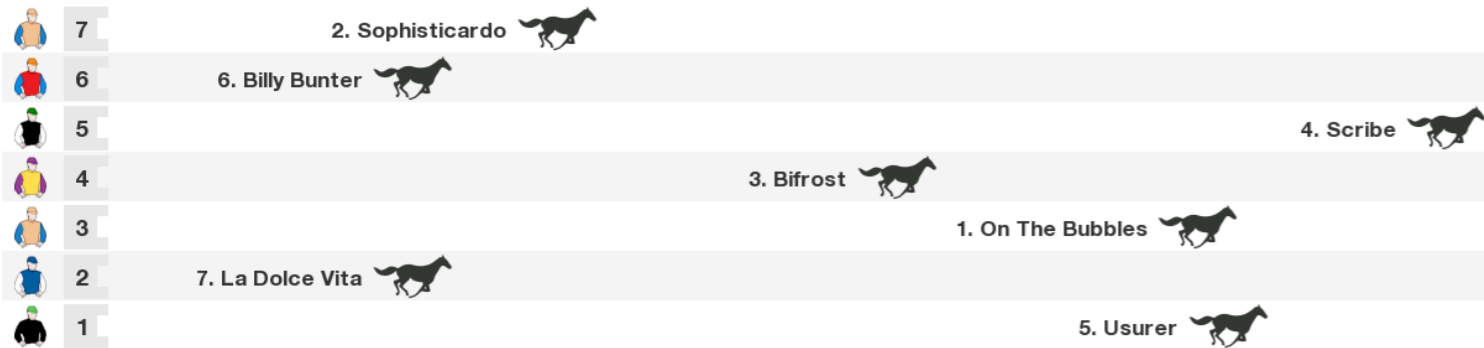 7 2. Sophisticardo
6 6. Billy Bunter
5 4. Scribe
4 3. Bifrost
3 1. On The Bubbles
2 7. La Dolce Vita
1 5. Usurer